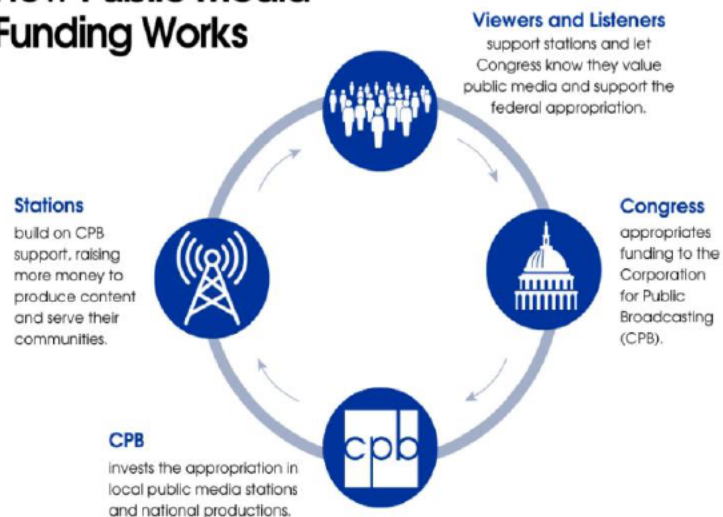 How Public Media
Funding Works
Viewers and Listeners
support stations and let
Congress know they value
public media and support the
federal appropriation.
Congress
appropriates
funding to the
Corporation
for Public
Broadcasting
(CPB).
cpb
CPB
invests the appropriation in
local public media stations
and national productions.
Stations
build on CPB
support, raising
more money to
produce content
and serve their
communities.